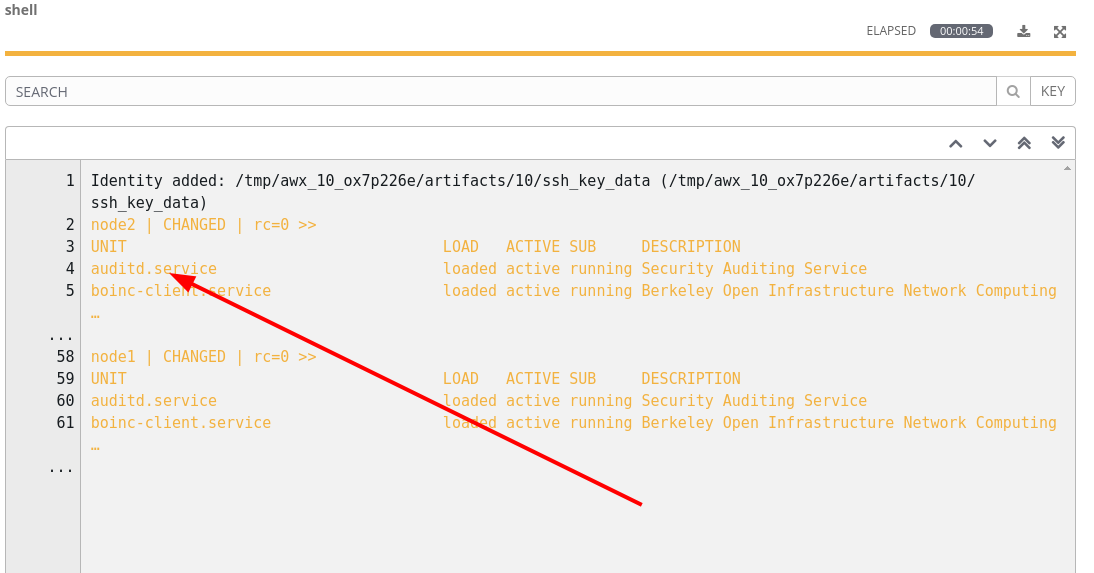 shell
ELAPSED 00:00:54
SEARCH KEY
1 Identity added: /tmp/awx_10_ox7p226e/artifacts/10/ssh_key_data (/tmp/awx_10_ox7p226e/artifacts/10/
ssh_key_data)
2 node2 | CHANGED | rc=0 >>
3 UNIT LOAD ACTIVE SUB DESCRIPTION
4 auditd.service loaded active running Security Auditing Service
5 boinc-client.service loaded active running Berkeley Open Infrastructure Network Computing
…
...
58 node1 | CHANGED | rc=0 >>
59 UNIT LOAD ACTIVE SUB DESCRIPTION
60 auditd.service loaded active running Security Auditing Service
61 boinc-client.service loaded active running Berkeley Open Infrastructure Network Computing
…
...